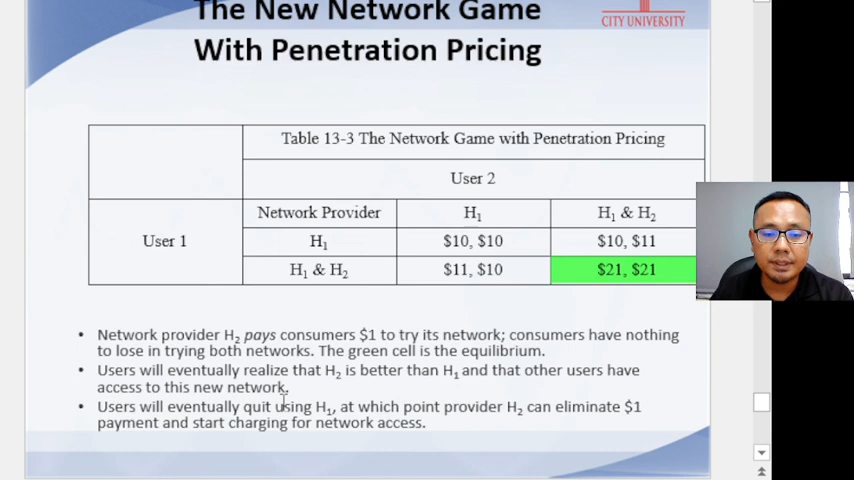 The New Network Game
With Penetration Pricing
CITY UNIVERSITY
Table 13-3 The Network Game with Penetration Pricing
User 2
Network Provider H₁ H₁ & H₂
User 1 H₁ $10, $10 $10, $11
H₁ & H₂ $11, $10 $21, $21
• Network provider H₂ pays consumers $1 to try its network; consumers have nothing
to lose in trying both networks. The green cell is the equilibrium.
• Users will eventually realize that H₂ is better than H₁ and that other users have
access to this new network.
• Users will eventually quit using H₁, at which point provider H₂ can eliminate $1
payment and start charging for network access.